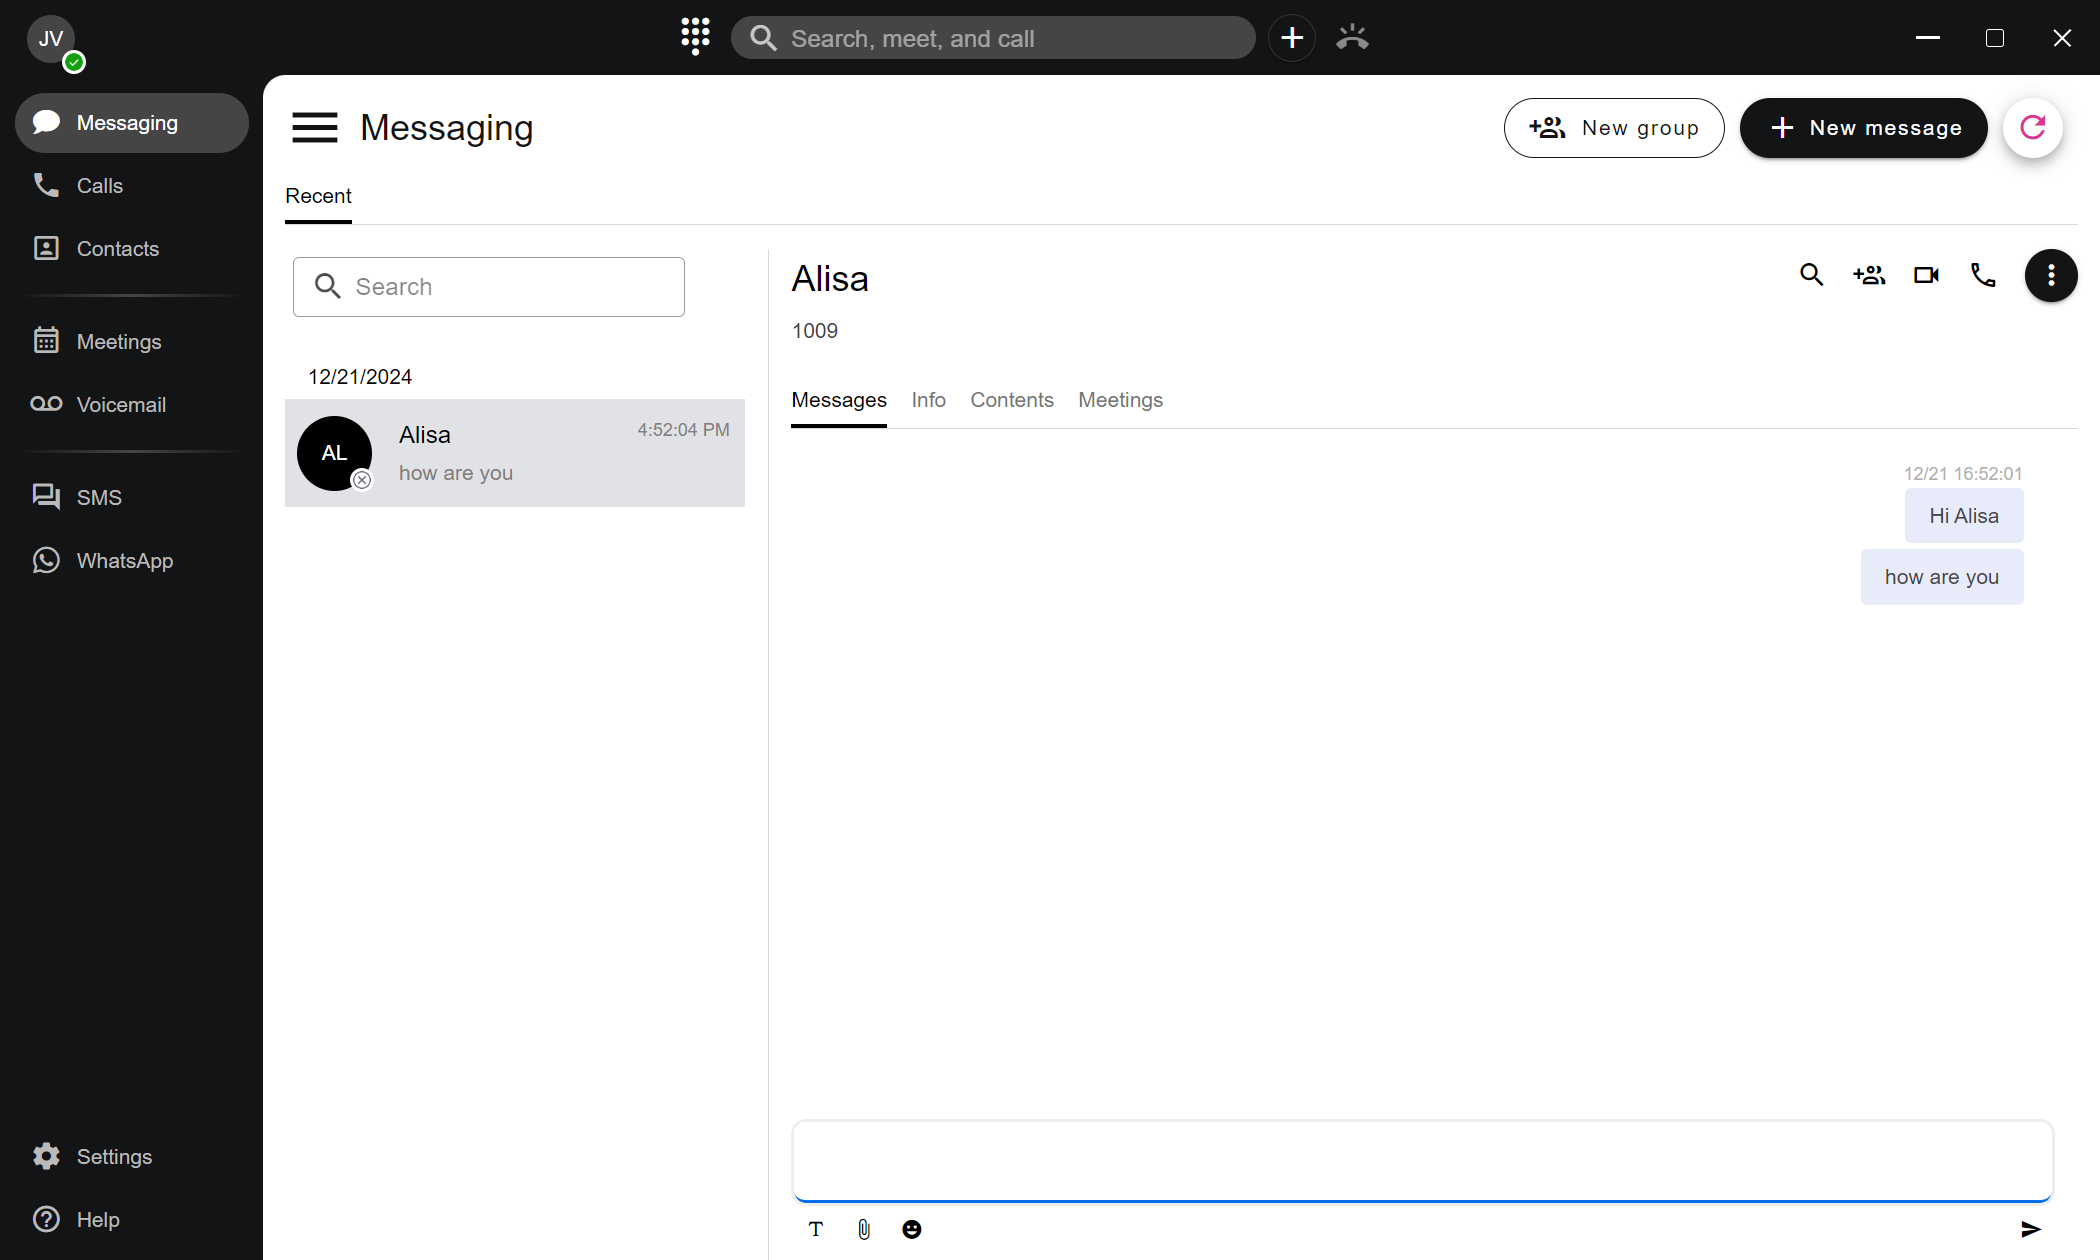 JV
Search, meet, and call
Messaging
Calls
Contacts
Meetings
Voicemail
SMS
WhatsApp
Settings
Help
Messaging
New group
New message
Recent
Search
12/21/2024
AL
Alisa
4:52:04 PM
how are you
Alisa
1009
Messages Info Contents Meetings
12/21 16:52:01
Hi Alisa
how are you
T